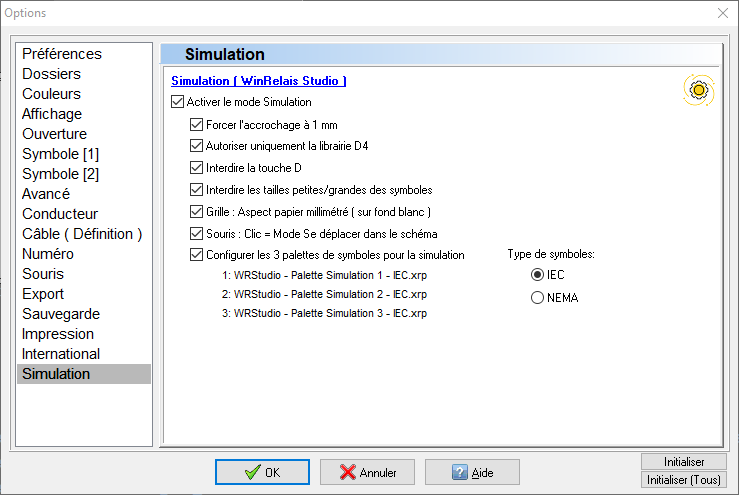 Options
Préférences
Dossiers
Couleurs
Affichage
Ouverture
Symbole [1]
Symbole [2]
Avancé
Conducteur
Câble ( Définition )
Numéro
Souris
Export
Sauvegarde
Impression
International
Simulation
Simulation
Simulation ( WinRelais Studio )
Activer le mode Simulation
Forcer l'accrochage à 1 mm
Autoriser uniquement la librairie D4
Interdire la touche D
Interdire les tailles petites/grandes des symboles
Grille : Aspect papier millimétré ( sur fond blanc )
Souris : Clic = Mode Se déplacer dans le schéma
Configurer les 3 palettes de symboles pour la simulation
1: WRStudio - Palette Simulation 1 - IEC.xrp
2: WRStudio - Palette Simulation 2 - IEC.xrp
3: WRStudio - Palette Simulation 3 - IEC.xrp
Type de symboles:
IEC
NEMA
OK
Annuler
Aide
Initialiser
Initialiser (Tous)